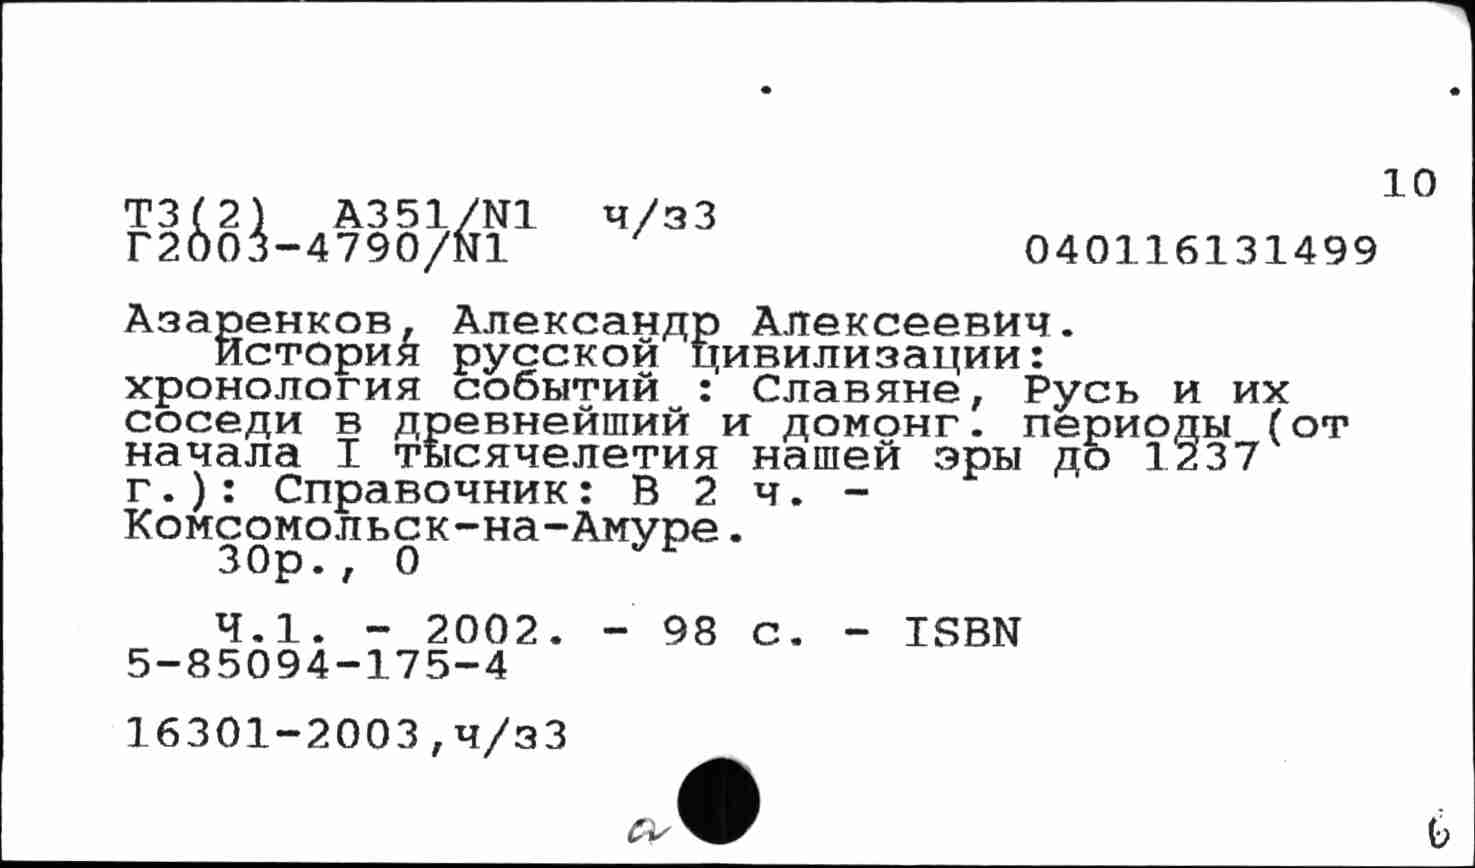 10
Т3(2) А351/N1 ч/з3
Г2003-4790/N1 040116131499
Азаренков, Александр Алексеевич.
История русской цивилизации:
хронология событий : Славяне, Русь и их
соседи в древнейший и домонг. периоды (от
начала I тысячелетия нашей эры до 1237
г.): Справочник: В 2 ч. -
Комсомольск-на-Амуре.
30р., 0
Ч.1. - 2002. - 98 с. - ISBN
5-85094-175-4
16301-2003,ч/з3
а